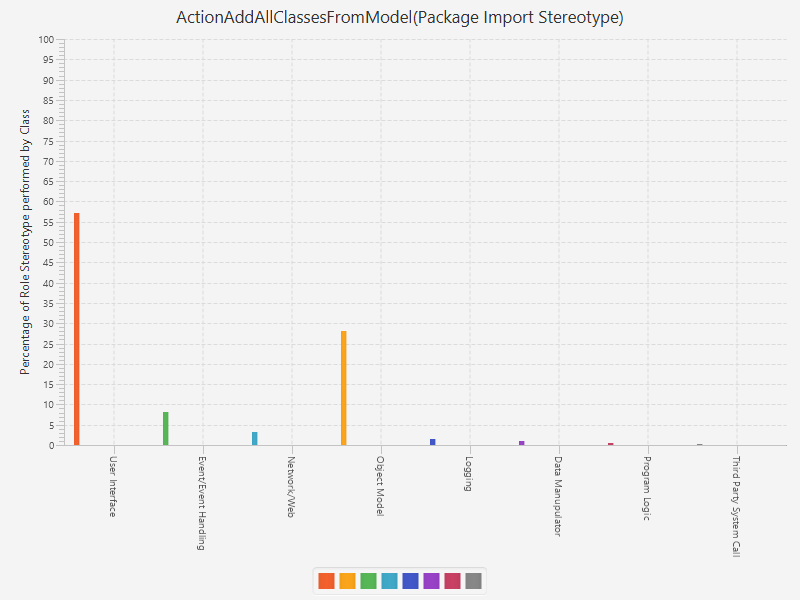 ActionAddAllClassesFromModel(Package Import Stereotype)
Percentage of Role Stereotype performed by Class
100
95
90
85
80
75
70
65
60
55
50
45
40
35
30
25
20
15
10
5
0
User Interface
Event/Event Handling
Network/Web
Object Model
Logging
Data Manupulator
Program Logic
Third Party System Call